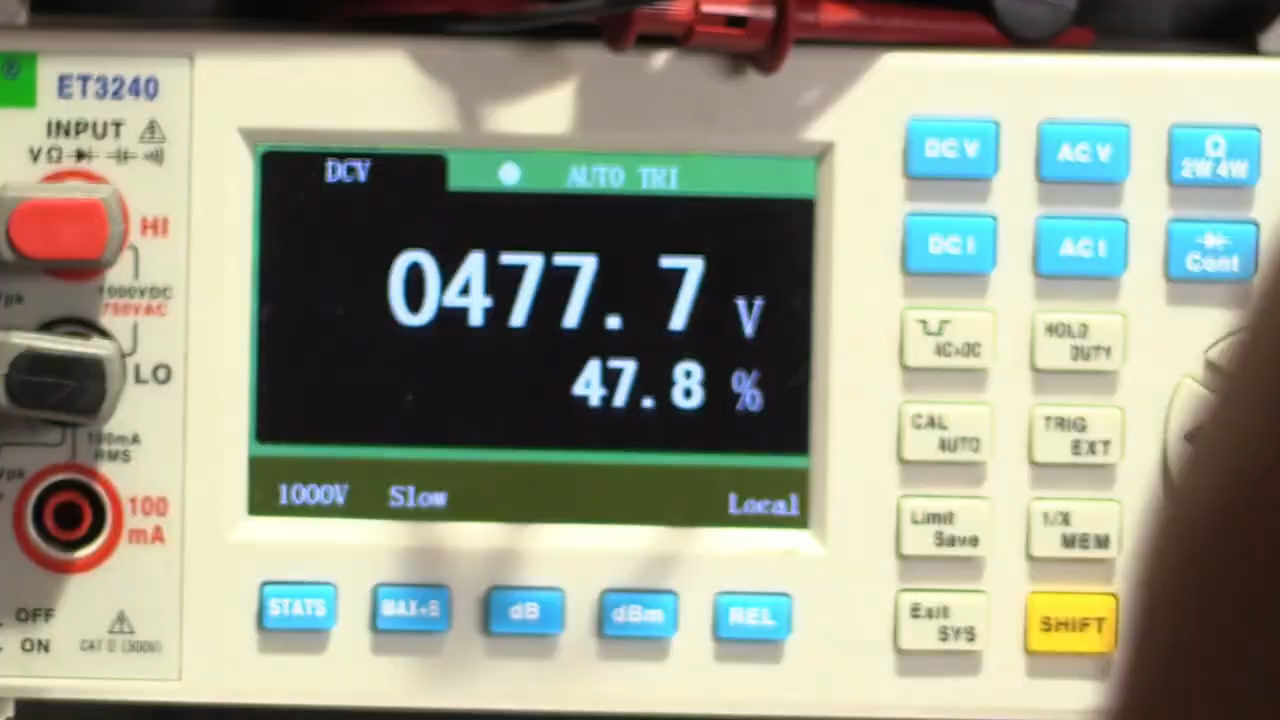 ET3240
INPUT
VΩ
HI
1000VDC
750VAC
LO
100mA
RMS
100
mA
OFF
ON
CAT II (300V)
DCV
AUTO TRI
0477.7 V
47.8 %
1000V Slow Local
STATS
dB
dBm
REL
DC V
AC V
Ω
2W 4W
DC I
AC I
Cont
AC+DC
HOLD
DUTY
CAL
AUTO
TRIG
EXT
Limit
Save
1/X
MEM
Exit
SYS
SHIFT